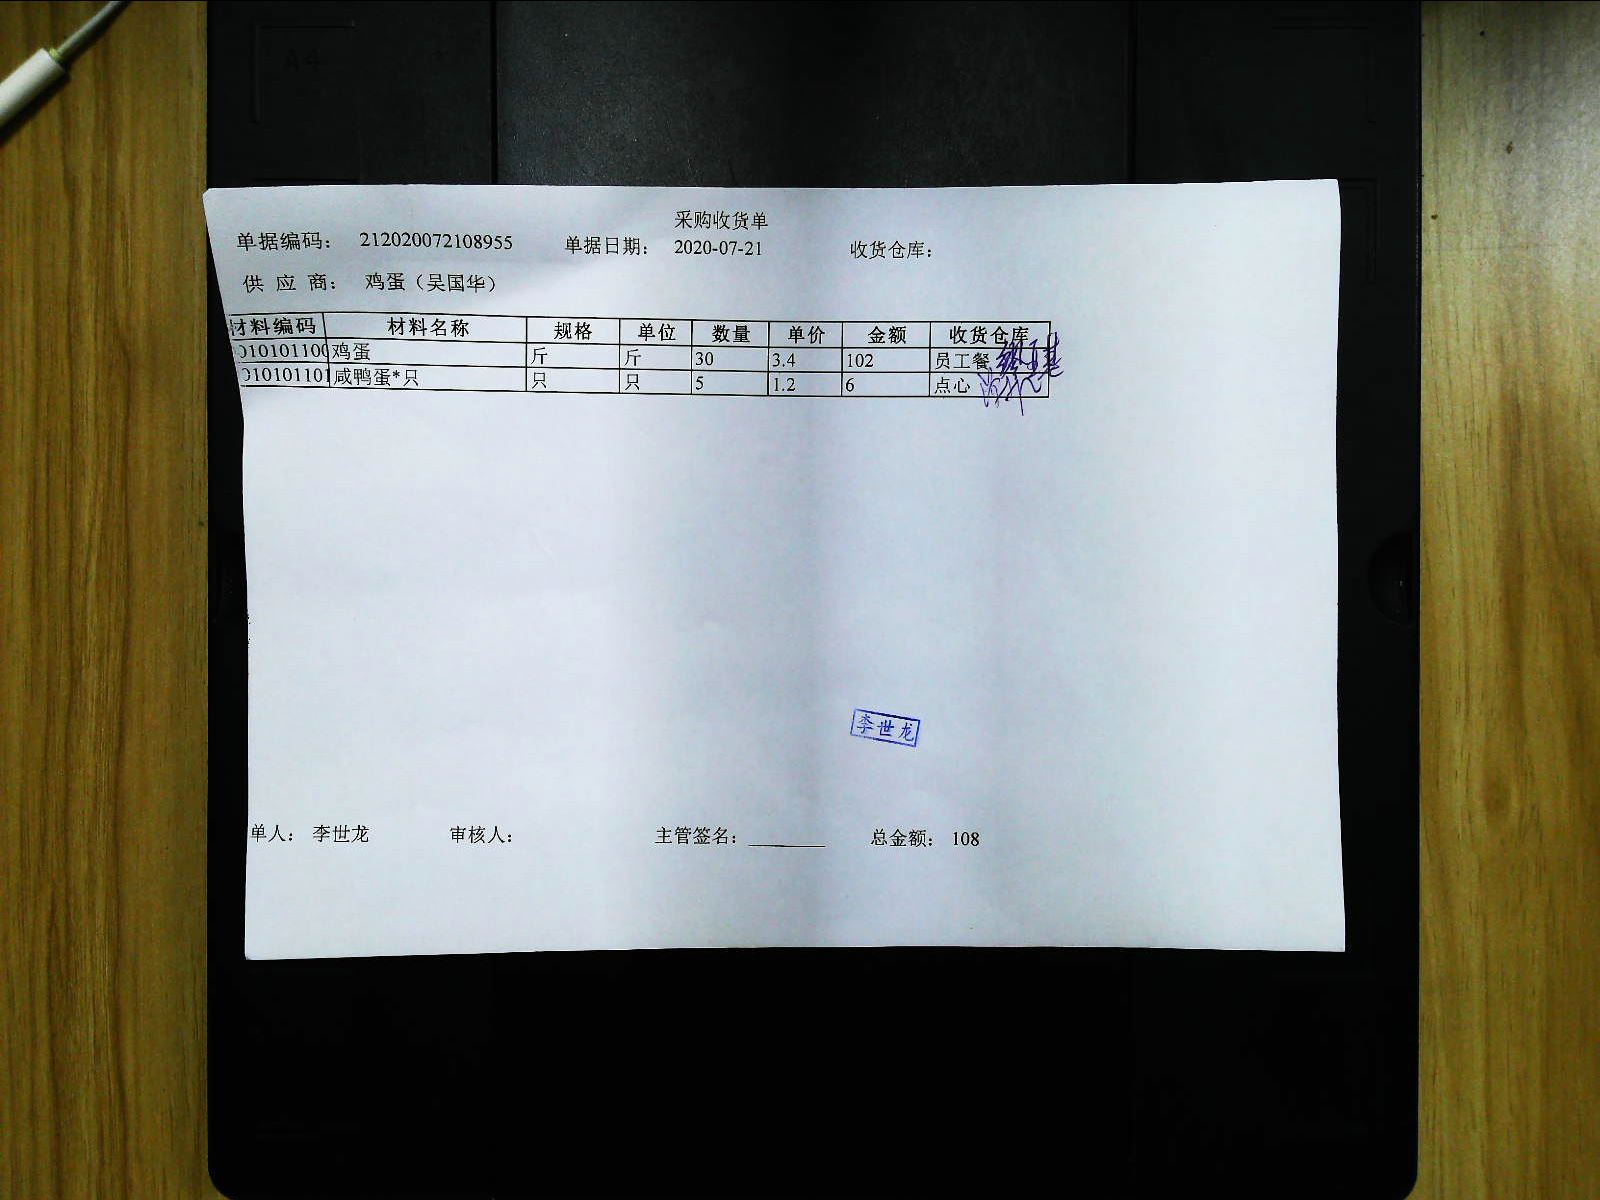 采购收货单
单据编码： 212020072108955 单据日期： 2020-07-21 收货仓库：
供 应 商： 鸡蛋（吴国华）
材料编码 材料名称 规格 单位 数量 单价 金额 收货仓库
010101100 鸡蛋 斤 斤 30 3.4 102 员工餐
010101101 咸鸭蛋*只 只 只 5 1.2 6 点心
李世龙
单人： 李世龙 审核人： 主管签名： 总金额： 108
A4